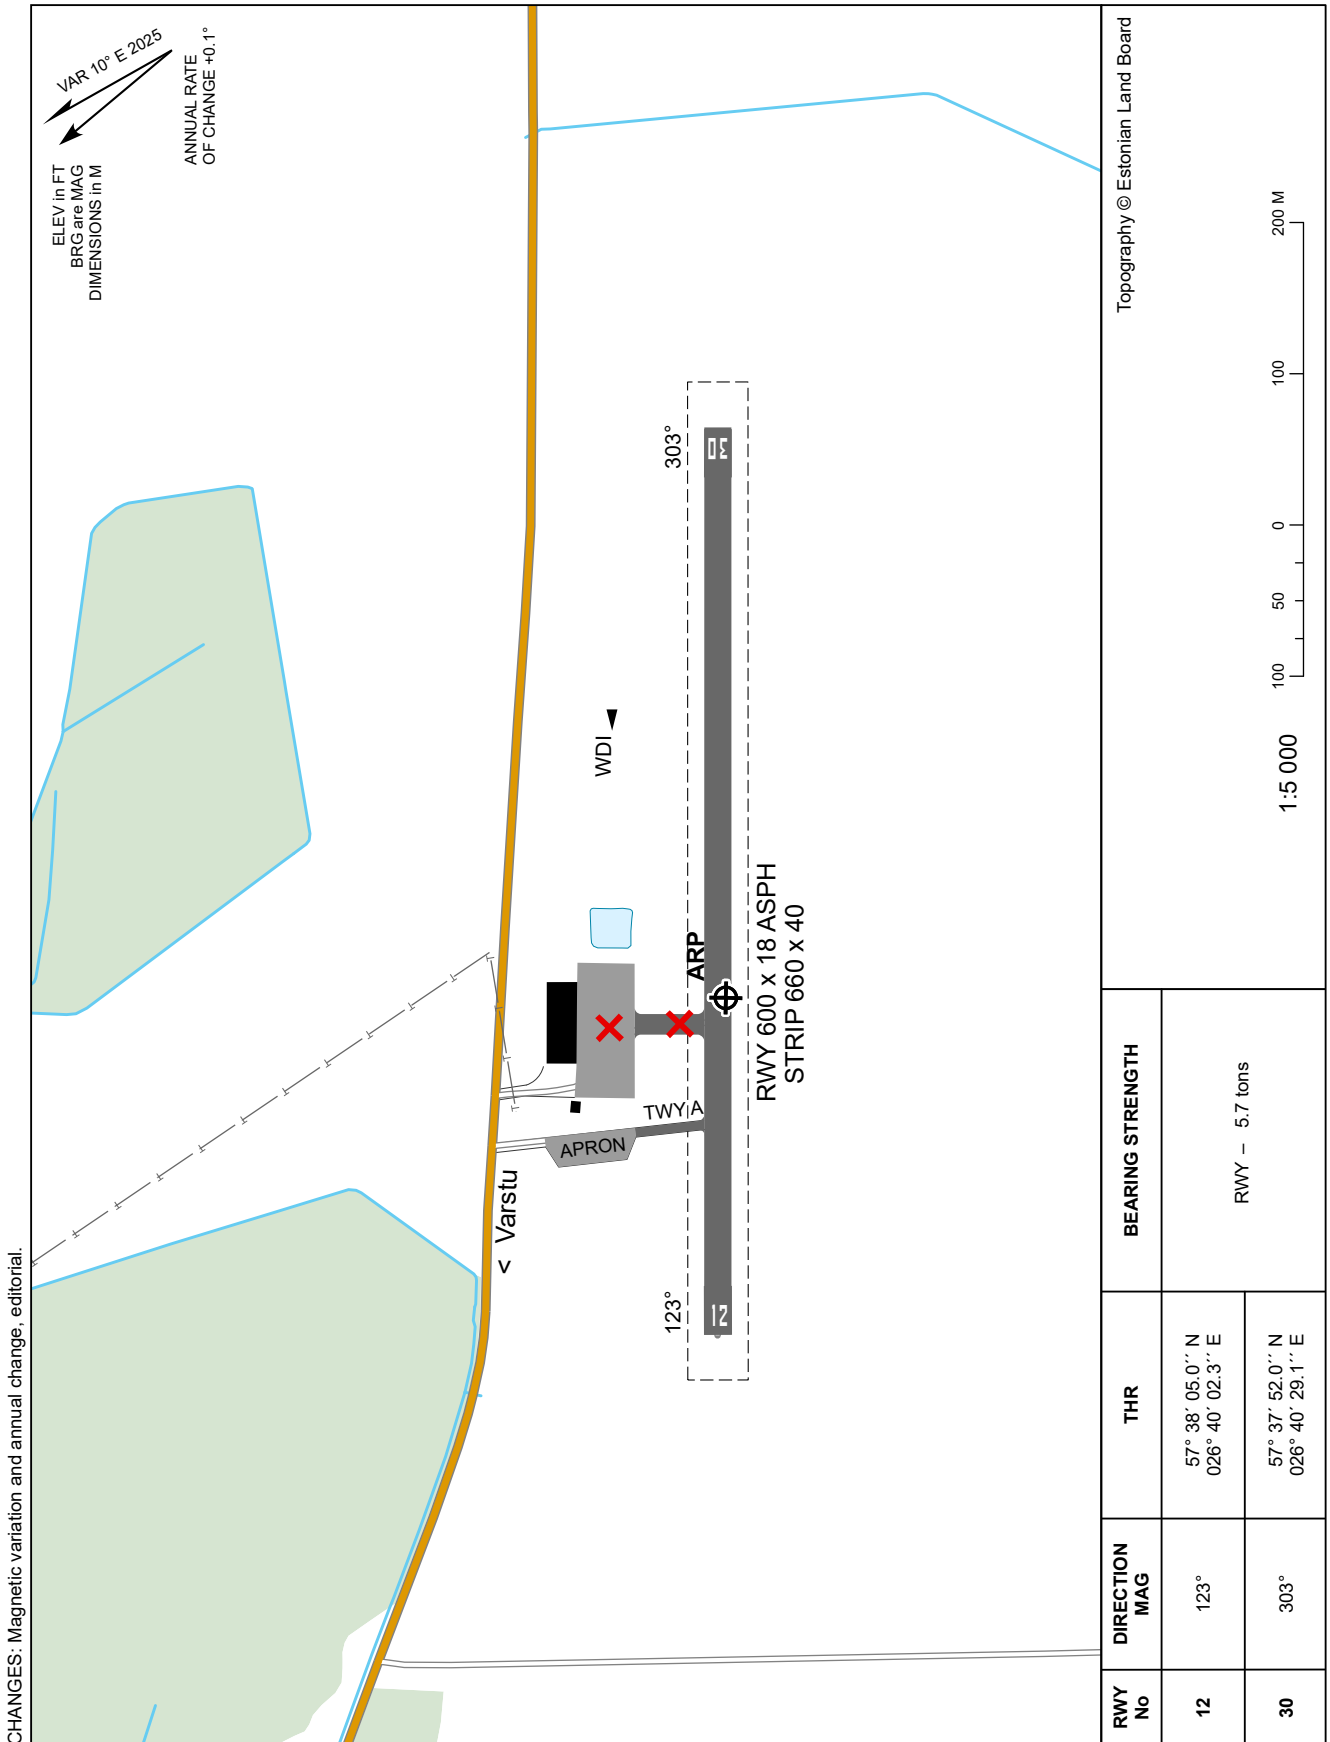 CHANGES: Magnetic variation and annual change, editorial.
ELEV in FT
BRG are MAG
DIMENSIONS in M
VAR 10° E 2025
ANNUAL RATE
OF CHANGE +0.1°
< Varstu
APRON
TWY A
WDI
ARP
123°
12
303°
30
RWY 600 x 18 ASPH
STRIP 660 x 40
RWY
No
DIRECTION
MAG
THR
BEARING STRENGTH
12
123°
57° 38´ 05.0´´ N
026° 40´ 02.3´´ E
RWY – 5.7 tons
30
303°
57° 37´ 52.0´´ N
026° 40´ 29.1´´ E
Topography © Estonian Land Board
1:5 000
100 50 0 100 200 M